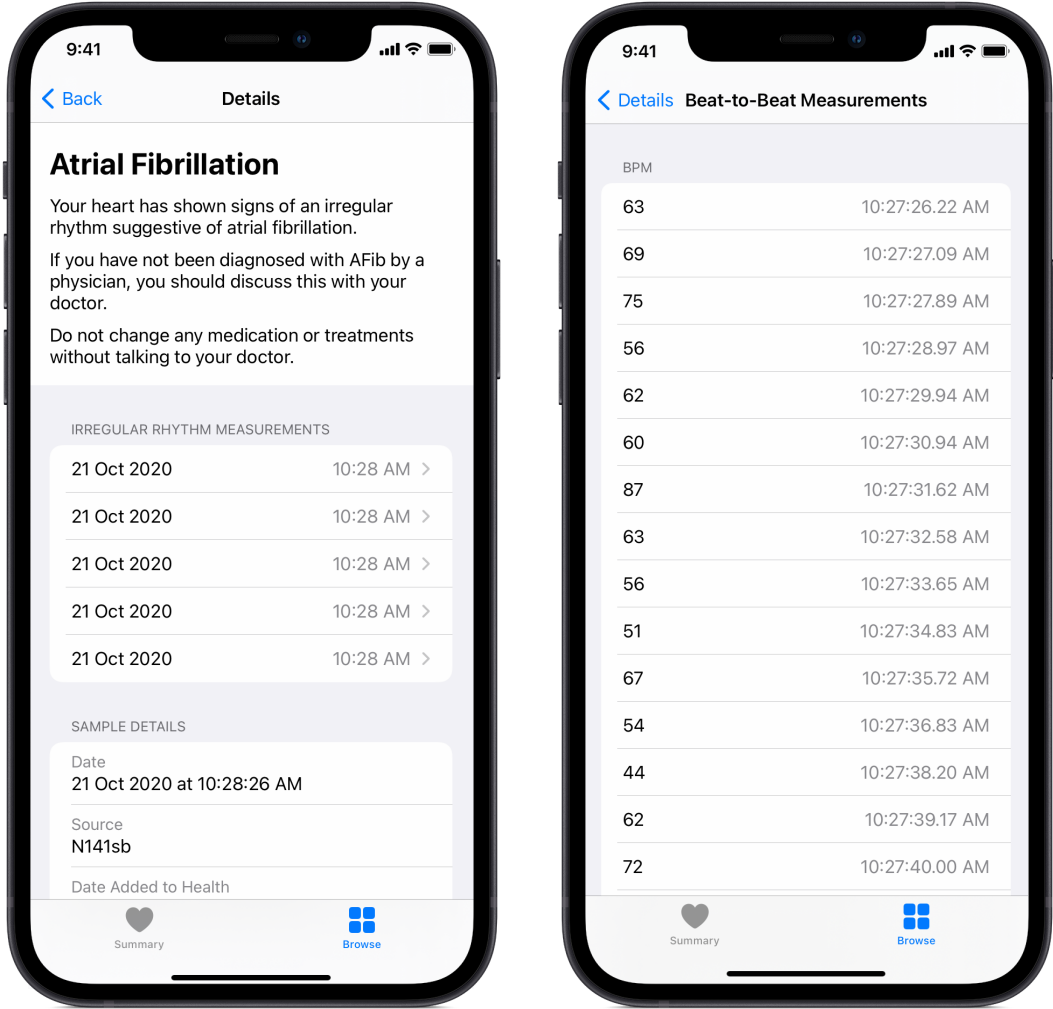 9:41
Back
Details
Atrial Fibrillation
Your heart has shown signs of an irregular
rhythm suggestive of atrial fibrillation.
If you have not been diagnosed with AFib by a
physician, you should discuss this with your
doctor.
Do not change any medication or treatments
without talking to your doctor.
IRREGULAR RHYTHM MEASUREMENTS
21 Oct 2020 10:28 AM
21 Oct 2020 10:28 AM
21 Oct 2020 10:28 AM
21 Oct 2020 10:28 AM
21 Oct 2020 10:28 AM
SAMPLE DETAILS
Date
21 Oct 2020 at 10:28:26 AM
Source
N141sb
Date Added to Health
Summary
Browse
9:41
Details
Beat-to-Beat Measurements
BPM
63 10:27:26.22 AM
69 10:27:27.09 AM
75 10:27:27.89 AM
56 10:27:28.97 AM
62 10:27:29.94 AM
60 10:27:30.94 AM
87 10:27:31.62 AM
63 10:27:32.58 AM
56 10:27:33.65 AM
51 10:27:34.83 AM
67 10:27:35.72 AM
54 10:27:36.83 AM
44 10:27:38.20 AM
62 10:27:39.17 AM
72 10:27:40.00 AM
Summary
Browse